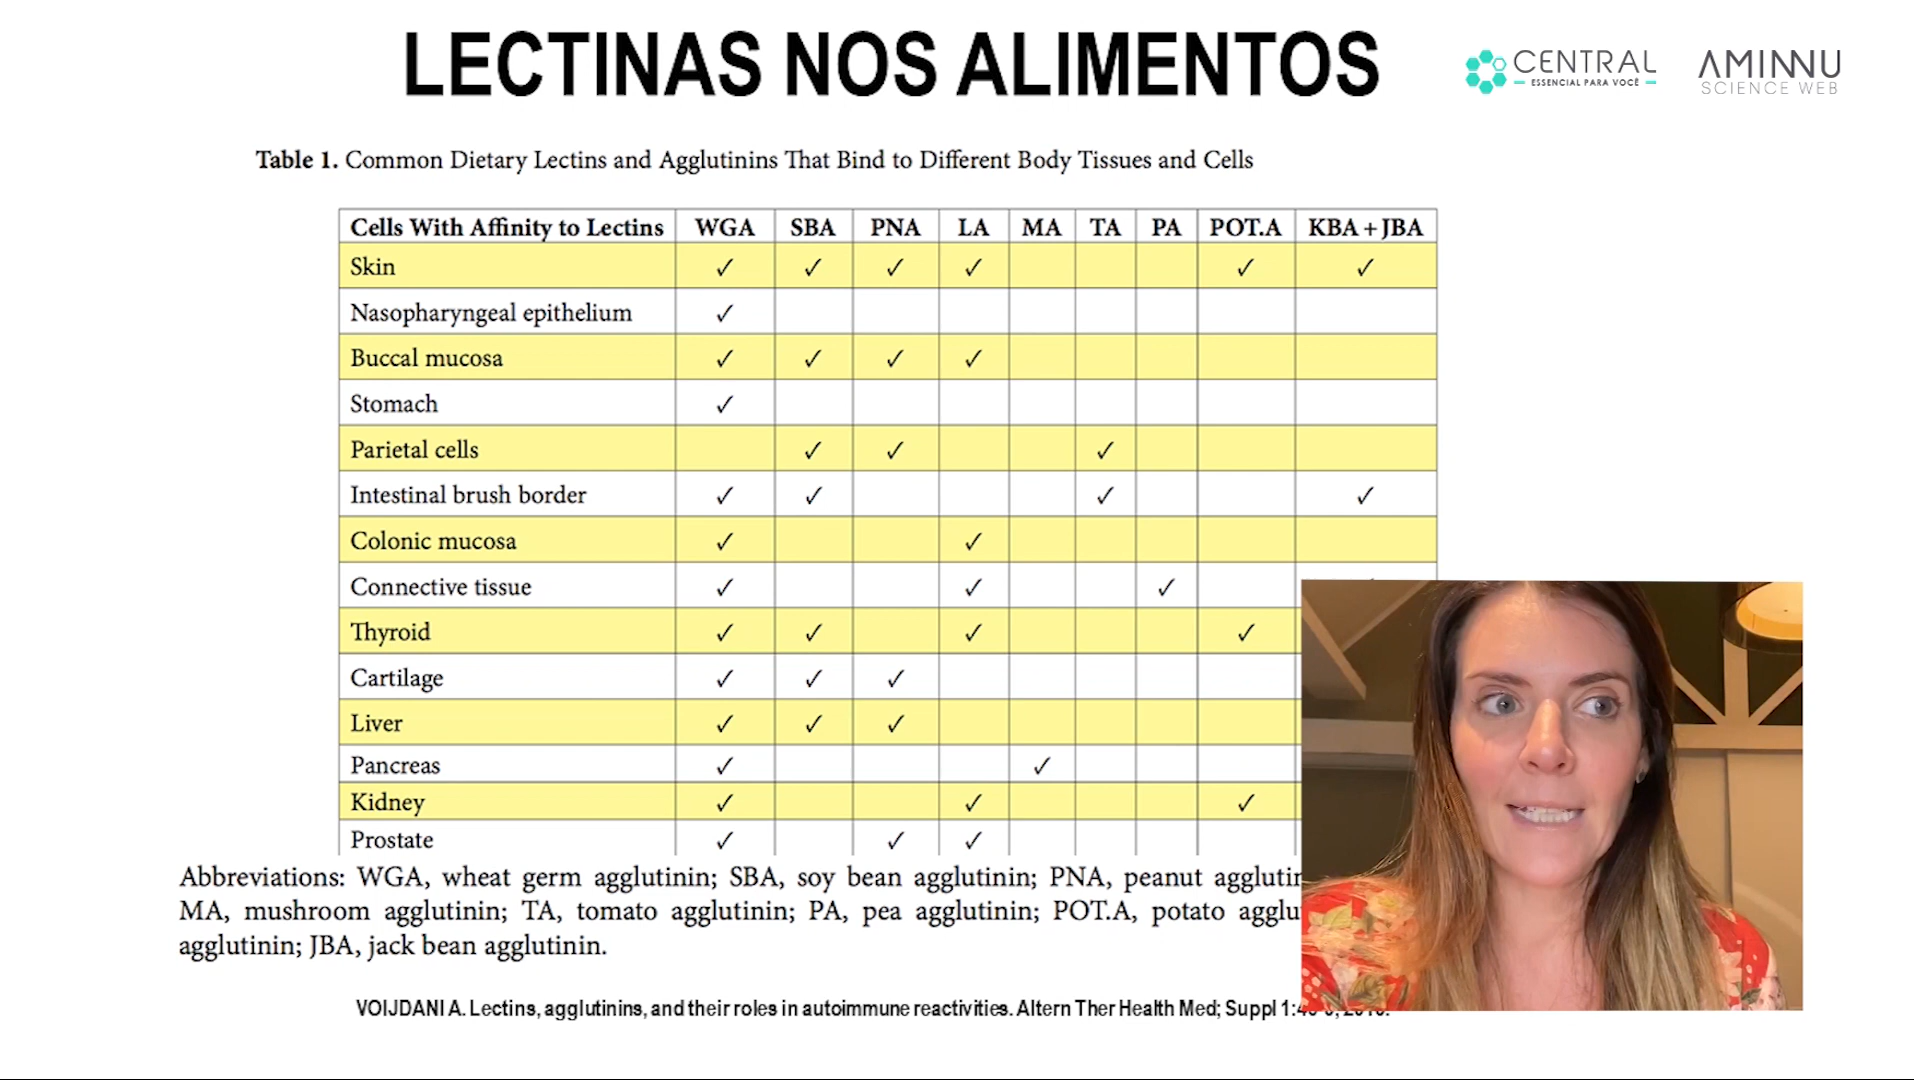 LECTINAS NOS ALIMENTOS
CENTRAL
ESSENCIAL PARA VOCÊ
AMINNU
SCIENCE WEB
Table 1. Common Dietary Lectins and Agglutinins That Bind to Different Body Tissues and Cells
Cells With Affinity to Lectins WGA SBA PNA LA MA TA PA POT.A KBA + JBA
Skin ✓ ✓ ✓ ✓ ✓ ✓
Nasopharyngeal epithelium ✓
Buccal mucosa ✓ ✓ ✓ ✓
Stomach ✓
Parietal cells ✓ ✓ ✓
Intestinal brush border ✓ ✓ ✓ ✓
Colonic mucosa ✓ ✓
Connective tissue ✓ ✓ ✓
Thyroid ✓ ✓ ✓ ✓
Cartilage ✓ ✓ ✓
Liver ✓ ✓ ✓
Pancreas ✓ ✓
Kidney ✓ ✓ ✓
Prostate ✓ ✓ ✓
Abbreviations: WGA, wheat germ agglutinin; SBA, soy bean agglutinin; PNA, peanut
MA, mushroom agglutinin; TA, tomato agglutinin; PA, pea agglutinin; POT.A, potato
agglutinin; JBA, jack bean agglutinin.
VOIJDANI A. Lectins, agglutinins, and their roles in autoimmune reactivities. Altern Ther Health Med; Suppl